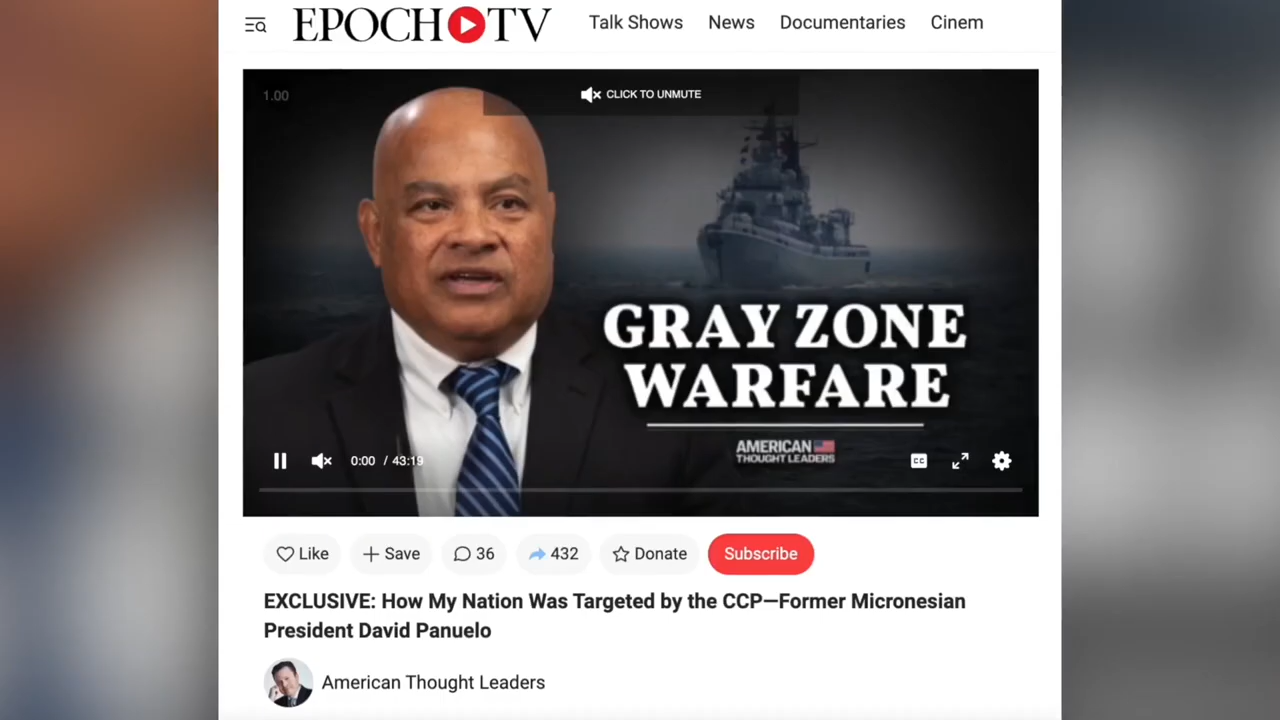 EPOCH TV
Talk Shows News Documentaries Cinem
1.00
CLICK TO UNMUTE
GRAY ZONE
WARFARE
AMERICAN
THOUGHT LEADERS
0:00 / 43:19
CC
Like Save 36 432 Donate Subscribe
EXCLUSIVE: How My Nation Was Targeted by the CCP—Former Micronesian
President David Panuelo
American Thought Leaders